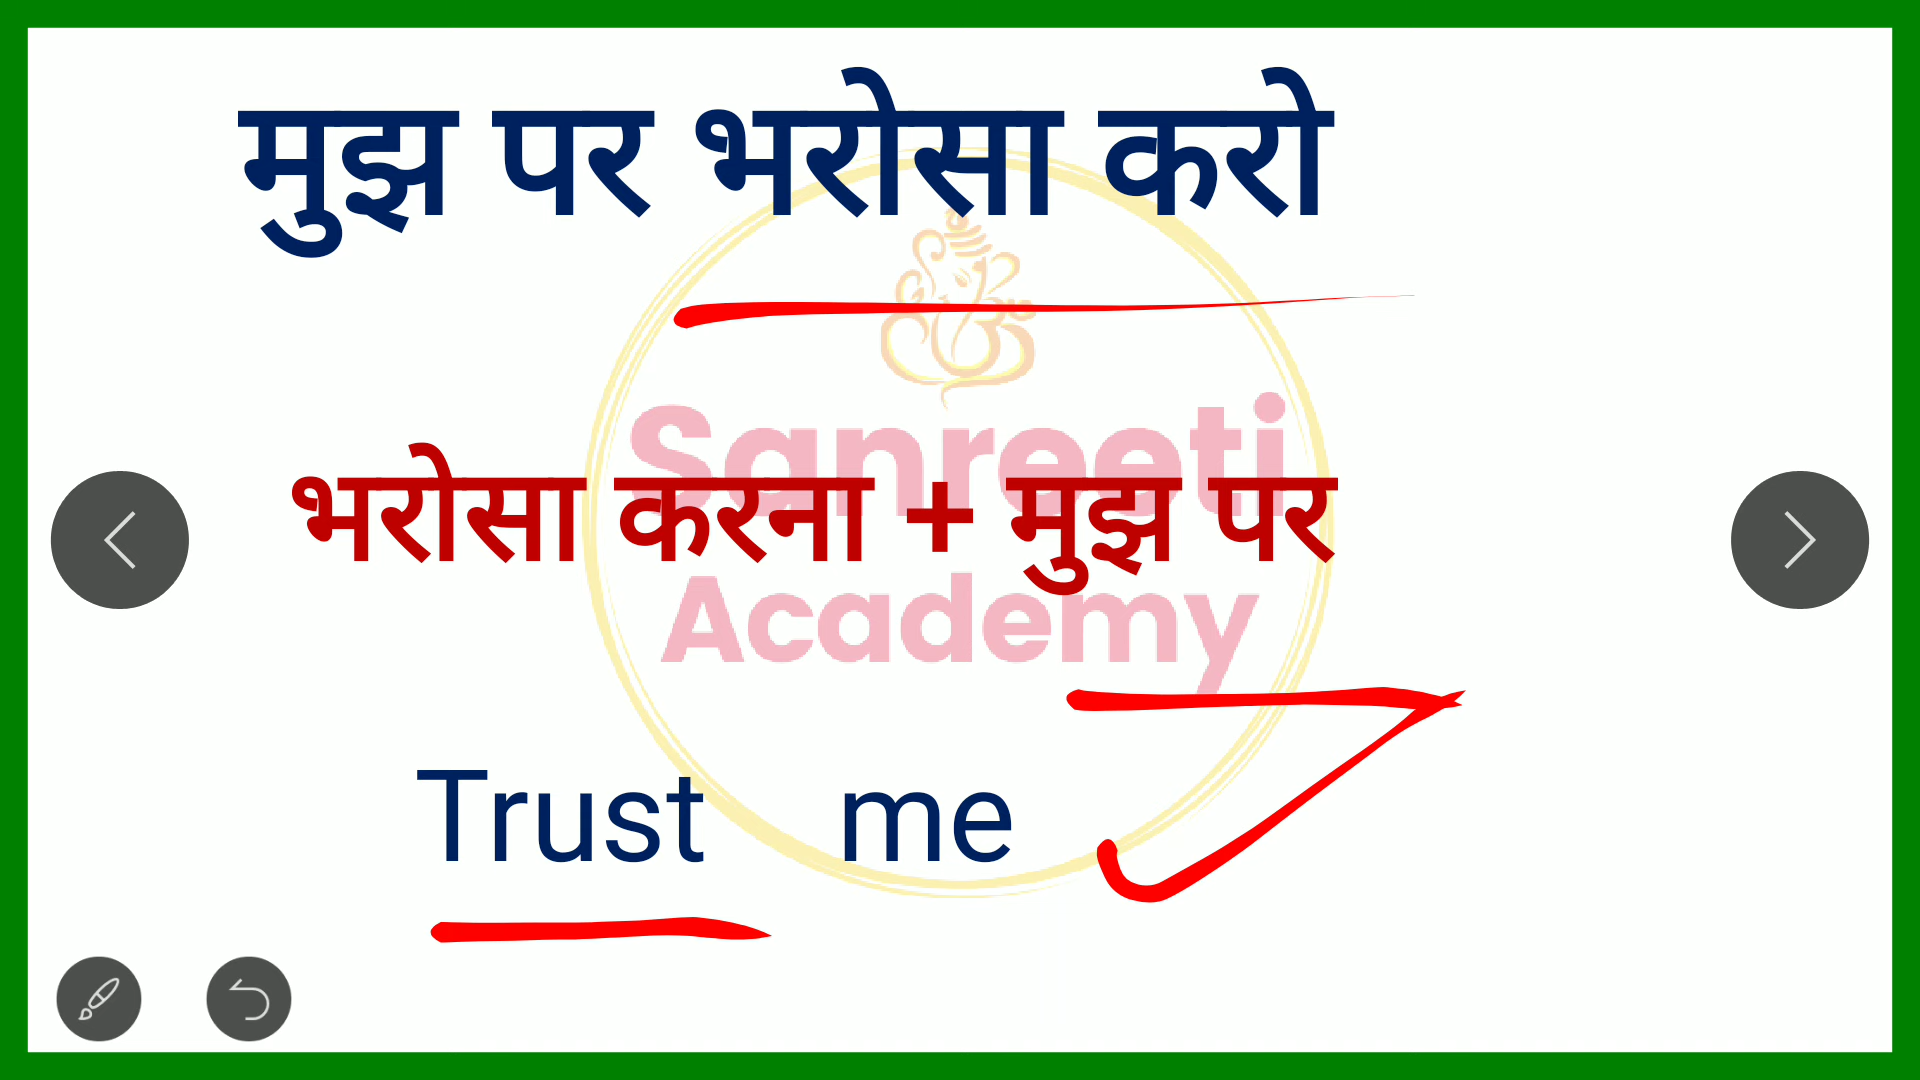 मुझ पर भरोसा करो
Sanreeti
भरोसा करना + मुझ पर
Academy
Trust me